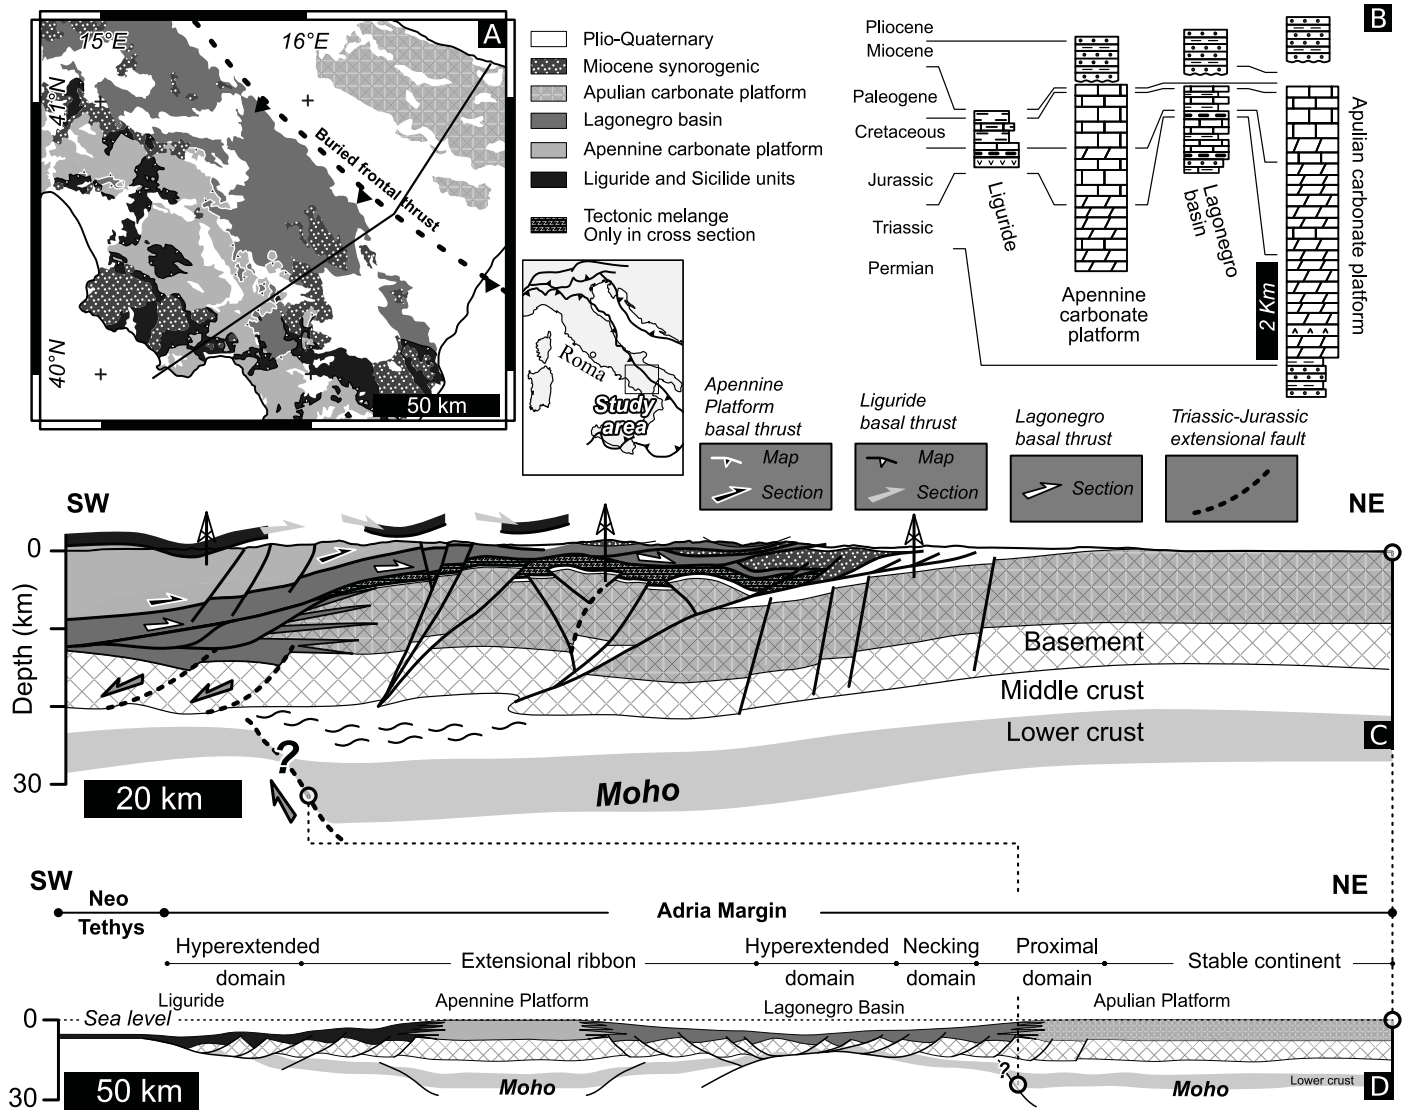 A
15°E
16°E
41°N
40°N
Buried frontal thrust
50 km
Plio-Quaternary
Miocene synorogenic
Apulian carbonate platform
Lagonegro basin
Apennine carbonate platform
Liguride and Sicilide units
Tectonic melange
Only in cross section
Roma
Study
area
B
Pliocene
Miocene
Paleogene
Cretaceous
Jurassic
Triassic
Permian
Liguride
Apennine
carbonate
platform
Lagonegro
basin
Apulian carbonate platform
2 Km
Apennine
Platform
basal thrust
Map
Section
Liguride
basal thrust
Map
Section
Lagonegro
basal thrust
Section
Triassic-Jurassic
extensional fault
SW
NE
0
Depth (km)
30
Basement
Middle crust
Lower crust
?
Moho
20 km
C
SW
NE
Neo
Tethys
Adria Margin
Hyperextended
domain
Extensional ribbon
Hyperextended
domain
Necking
domain
Proximal
domain
Stable continent
Liguride
Apennine Platform
Lagonegro Basin
Apulian Platform
0
Sea level
30
50 km
Moho
?
Moho
Lower crust
D